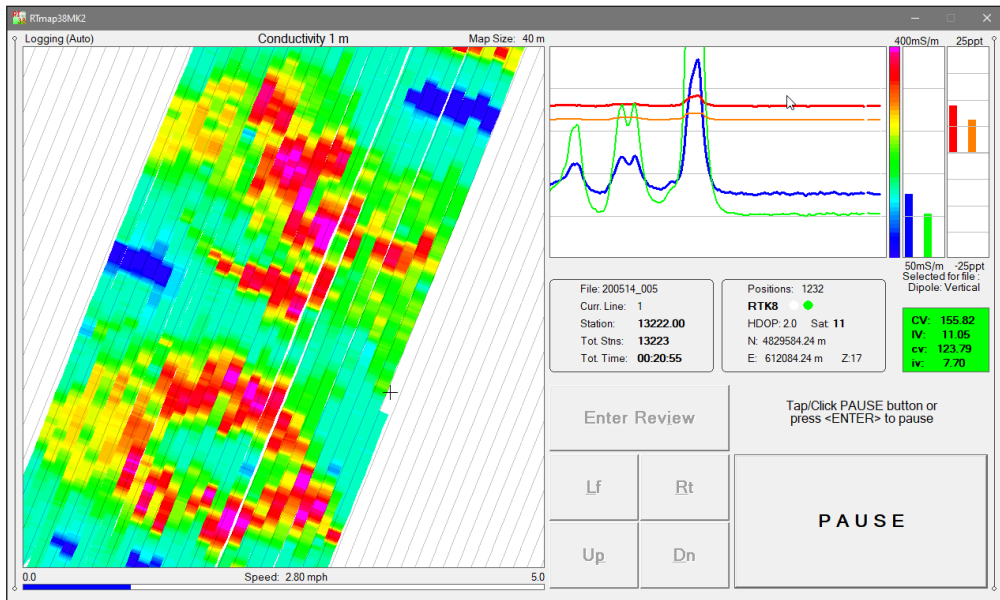 RTmap38MK2
Logging (Auto) Conductivity 1 m Map Size: 40 m
400mS/m 25ppt
50mS/m -25ppt
Selected for file :
Dipole: Vertical
File: 200514_005
Curr. Line: 1
Station: 13222.00
Tot. Stns: 13223
Tot. Time: 00:20:55
Positions: 1232
RTK8
HDOP: 2.0 Sat: 11
N: 4829584.24 m
E: 612084.24 m Z:17
CV: 155.82
IV: 11.05
cv: 123.79
iv: 7.70
Enter Review
Tap/Click PAUSE button or
press <ENTER> to pause
Lf Rt
Up Dn
PAUSE
0.0 Speed: 2.80 mph 5.0